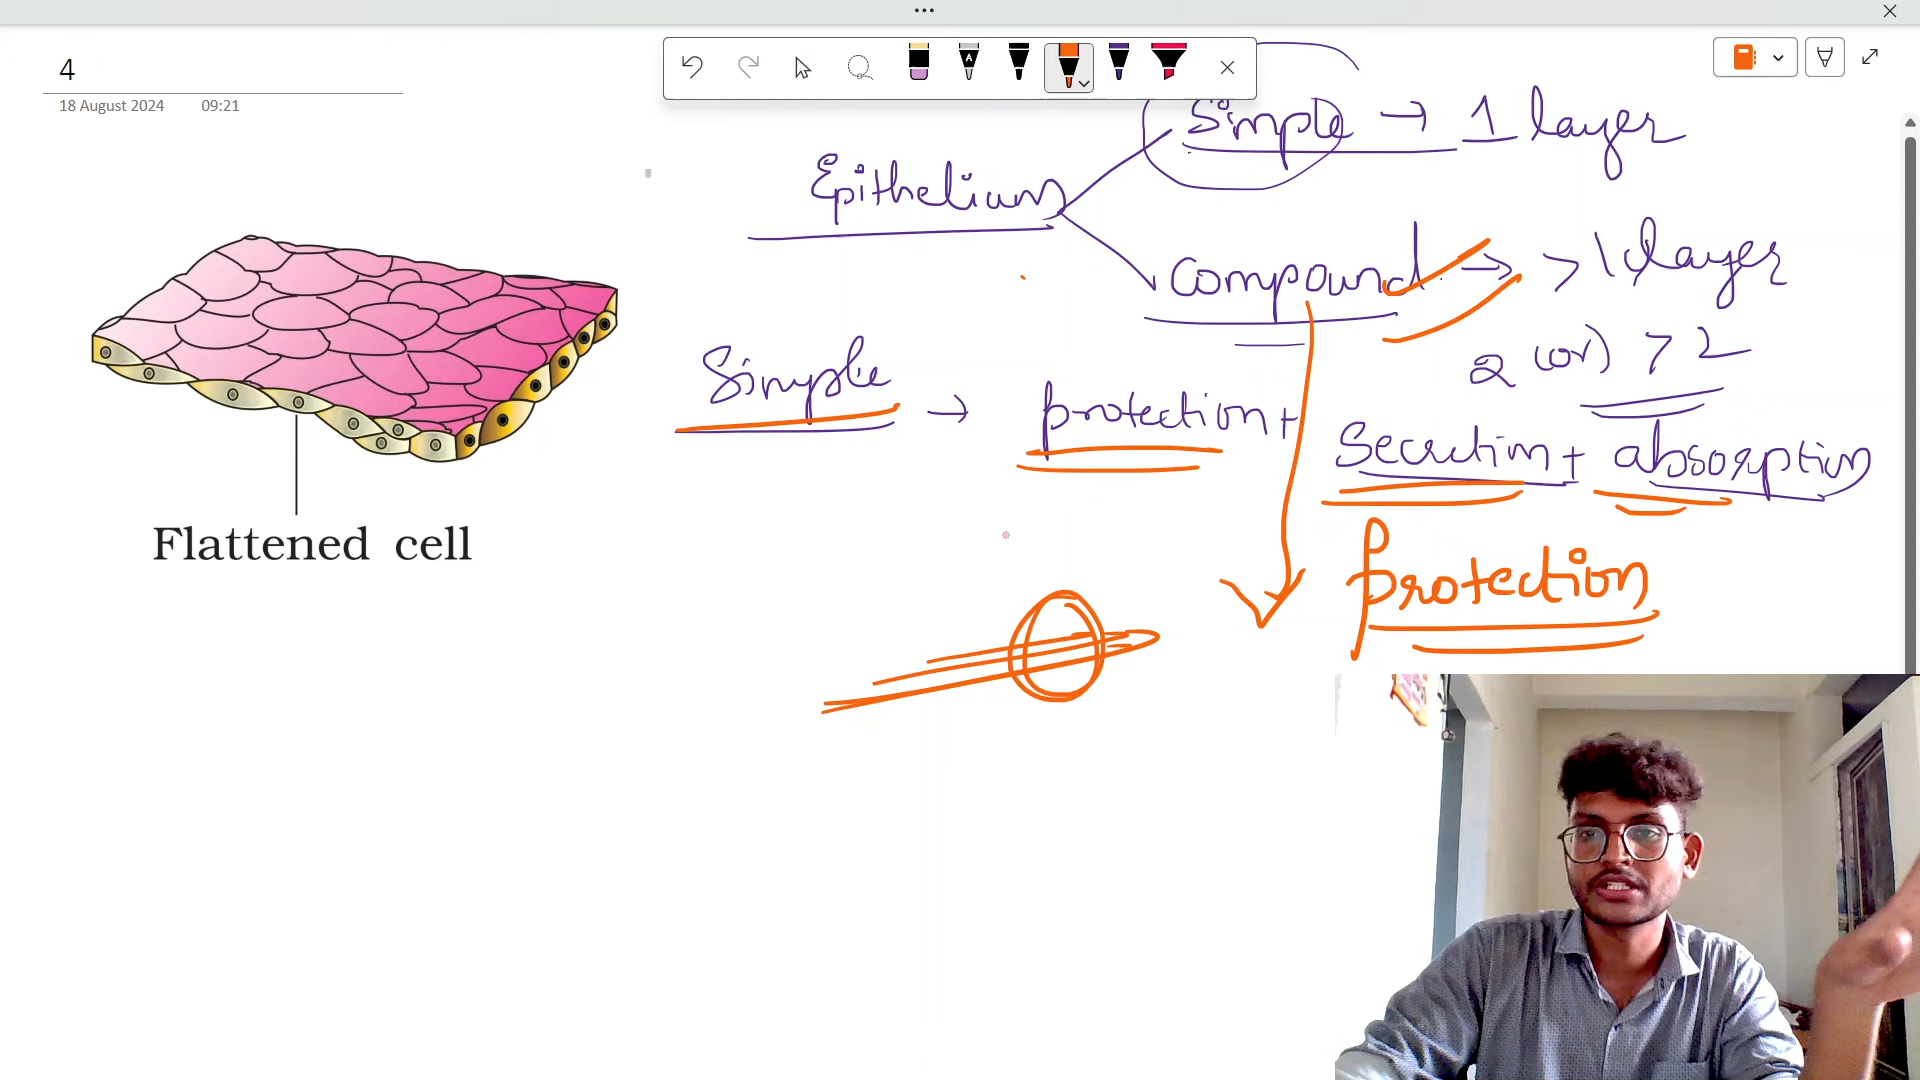 4
18 August 2024 09:21
Simple → 1 layer
Epithelium
Compound → > 1 layer
2 (or) > 2
Simple → protection +
Secretion + absorption
Flattened cell
protection